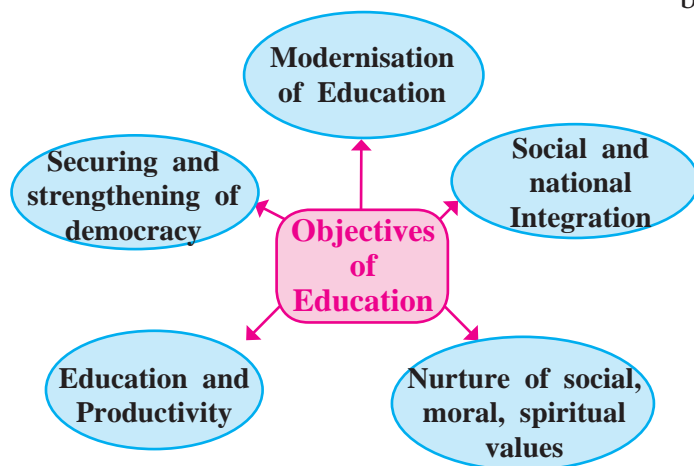 Modernisation
of Education
Securing and
strengthening of
democracy
Social and
national
Integration
Objectives
of
Education
Education and
Productivity
Nurture of social,
moral, spiritual
values